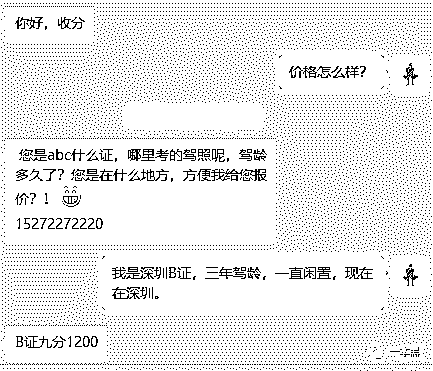 你好，收分
价格怎么样？
您是abc什么证，哪里考的驾照呢，驾龄
多久了？您是在什么地方，方便我给您报
价？！
15272272220
我是深圳B证，三年驾龄，一直闲置，现在
在深圳。
B证九分1200